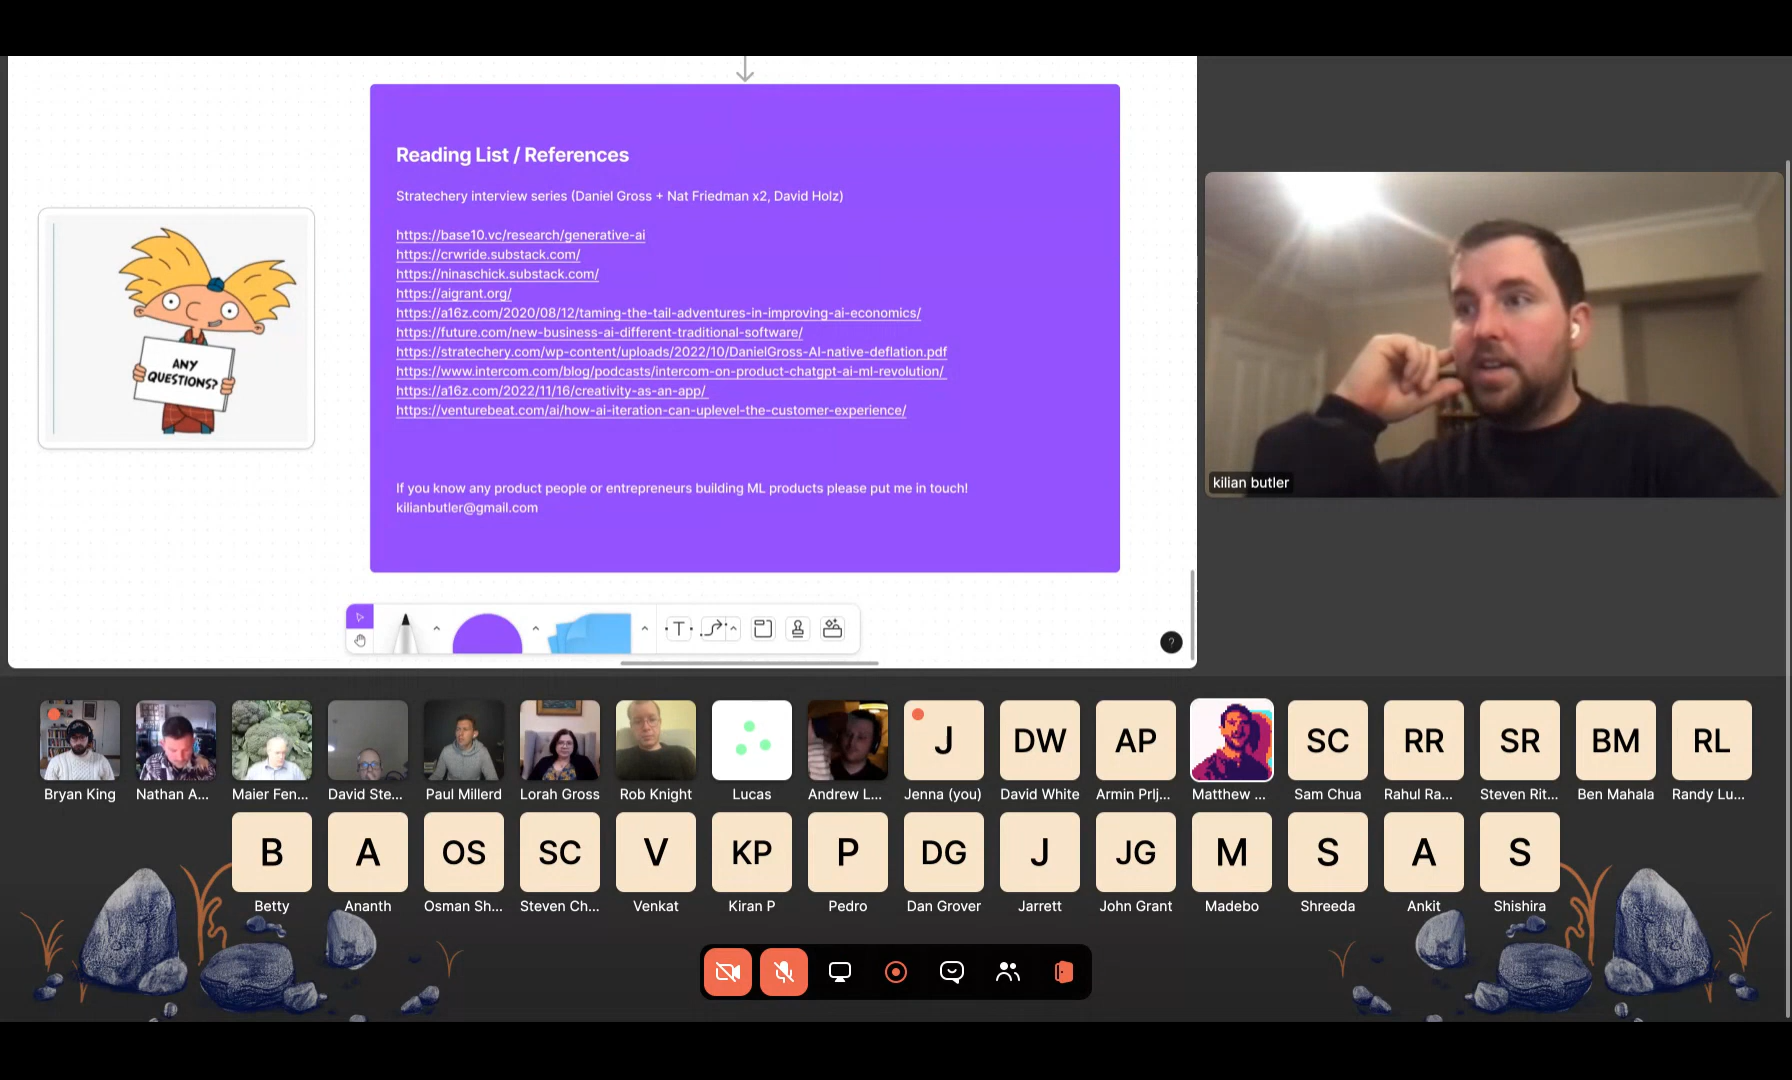 Reading List / References
Stratechery interview series (Daniel Gross + Nat Friedman x2, David Holz)
https://base10.vc/research/generative-ai
https://crwride.substack.com/
https://ninaschick.substack.com/
https://aigrant.org/
https://a16z.com/2020/08/12/taming-the-tail-adventures-in-improving-ai-economics/
https://future.com/new-business-ai-different-traditional-software/
https://stratechery.com/wp-content/uploads/2022/10/DanielGross-AI-native-deflation.pdf
https://www.intercom.com/blog/podcasts/intercom-on-product-chatgpt-ai-ml-revolution/
https://a16z.com/2022/11/16/creativity-as-an-app/
https://venturebeat.com/ai/how-ai-iteration-can-uplevel-the-customer-experience/
If you know any product people or entrepreneurs building ML products please put me in touch!
kilianbutler@gmail.com
ANY
QUESTIONS?
T
?
kilian butler
J DW AP SC RR SR BM RL
Bryan King Nathan A... Maier Fen... David Ste... Paul Millerd Lorah Gross Rob Knight Lucas Andrew L... Jenna (you) David White Armin Prlj... Matthew ... Sam Chua Rahul Ra... Steven Rit... Ben Mahala Randy Lu...
B A OS SC V KP P DG J JG M S A S
Betty Ananth Osman Sh... Steven Ch... Venkat Kiran P Pedro Dan Grover Jarrett John Grant Madebo Shreeda Ankit Shishira